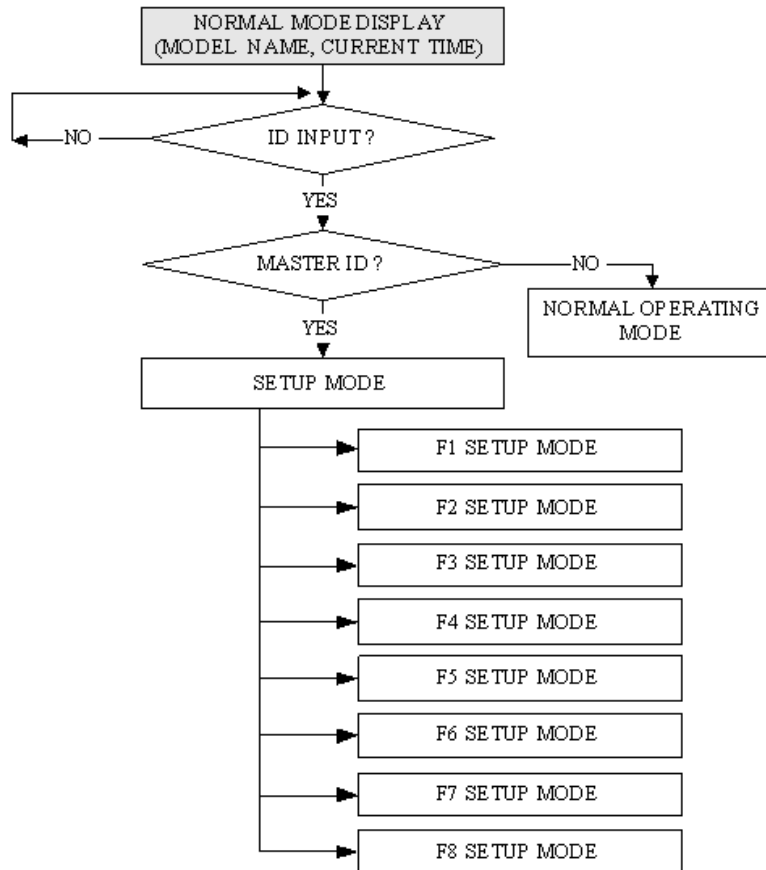 NORMAL MODE DISPLAY
(MODEL NAME, CURRENT TIME)
NO
ID INPUT?
YES
MASTER ID?
NO
NORMAL OPERATING
MODE
YES
SETUP MODE
F1 SETUP MODE
F2 SETUP MODE
F3 SETUP MODE
F4 SETUP MODE
F5 SETUP MODE
F6 SETUP MODE
F7 SETUP MODE
F8 SETUP MODE